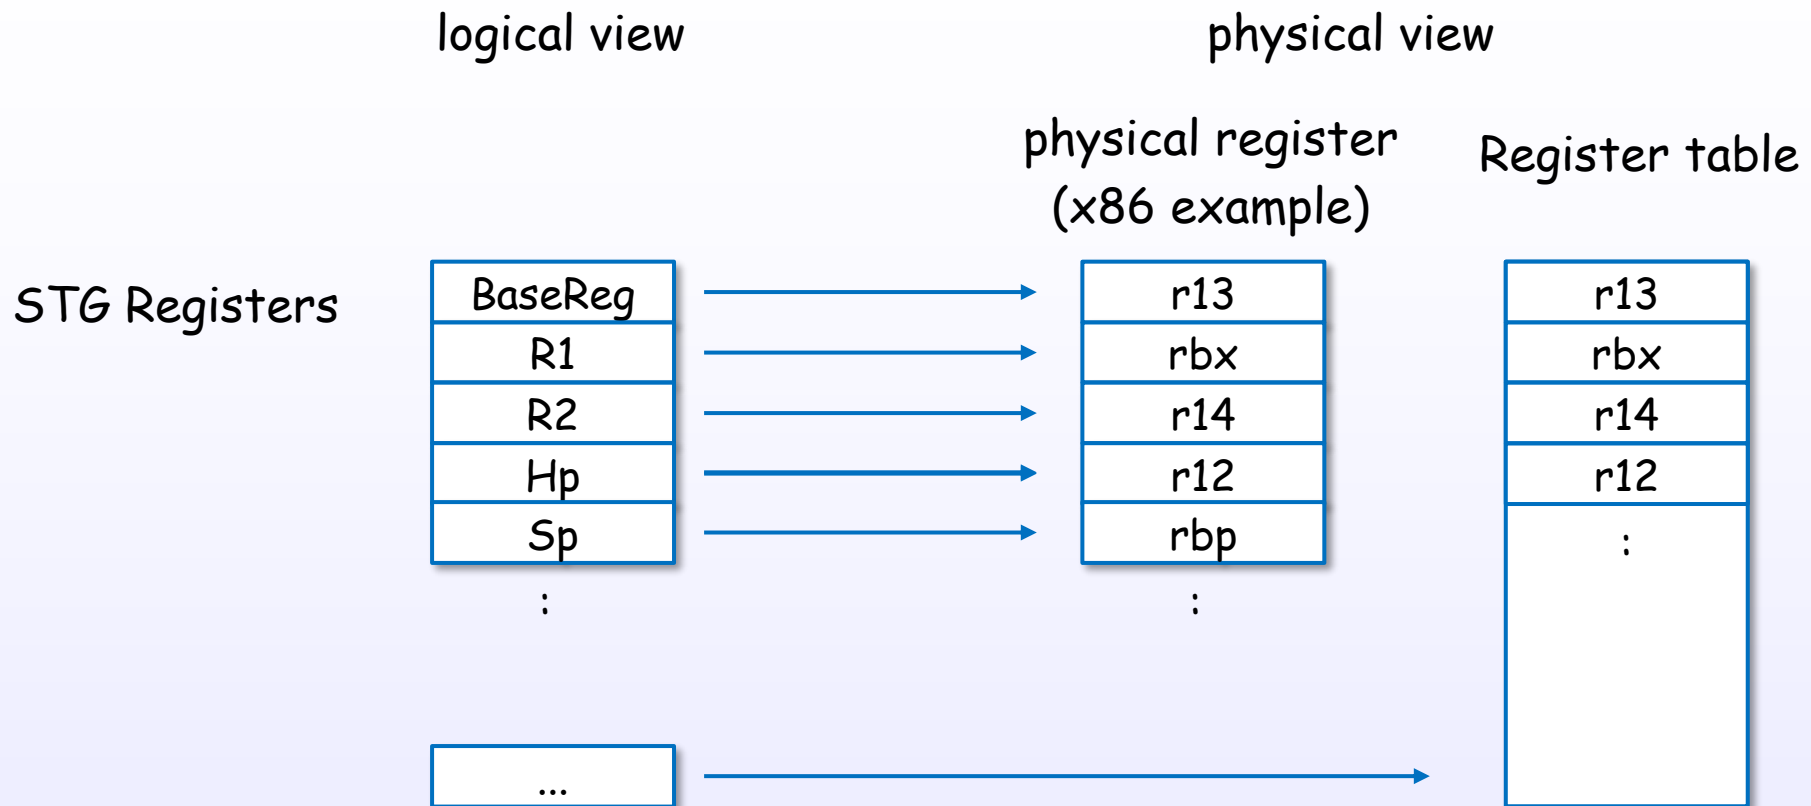 logical view
physical view
physical register
(x86 example)
Register table
STG Registers
BaseReg
r13
r13
R1
rbx
rbx
R2
r14
r14
Hp
r12
r12
Sp
rbp
:
:
:
...